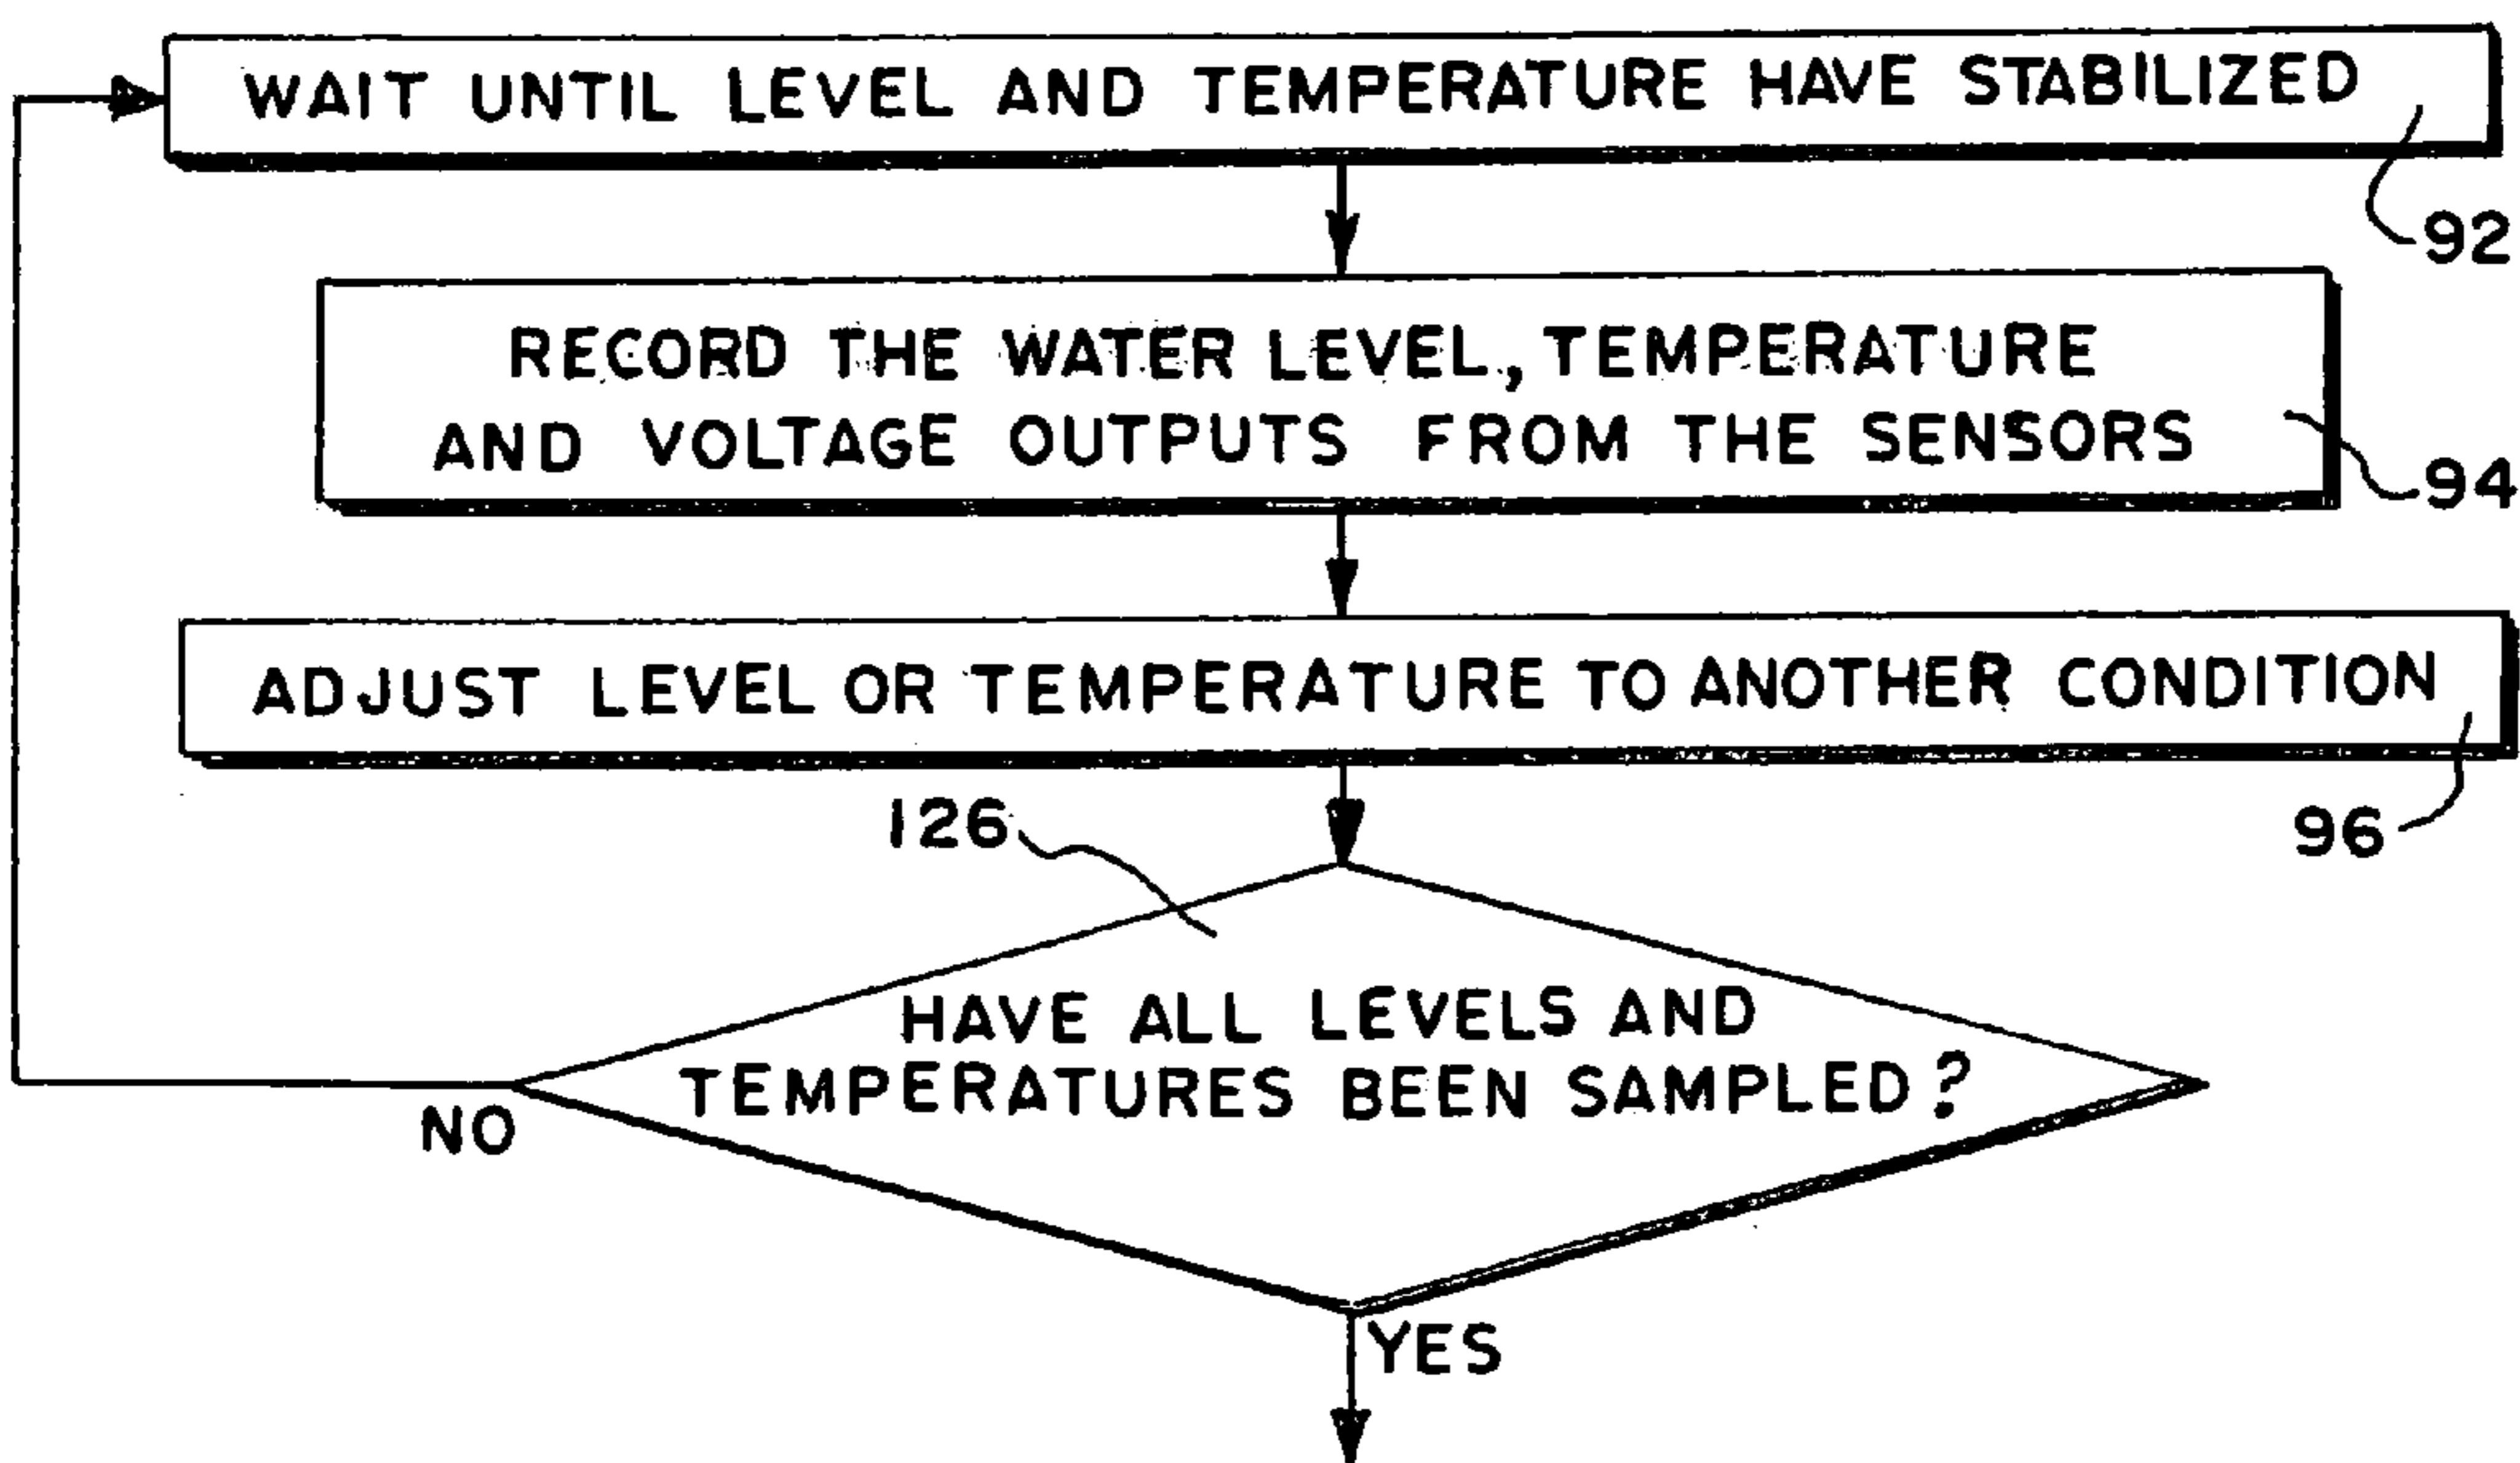 WAIT UNTIL LEVEL AND TEMPERATURE HAVE STABILIZED
92
RECORD THE WATER LEVEL, TEMPERATURE
AND VOLTAGE OUTPUTS FROM THE SENSORS
94
ADJUST LEVEL OR TEMPERATURE TO ANOTHER CONDITION
126
96
HAVE ALL LEVELS AND
TEMPERATURES BEEN SAMPLED?
NO
YES